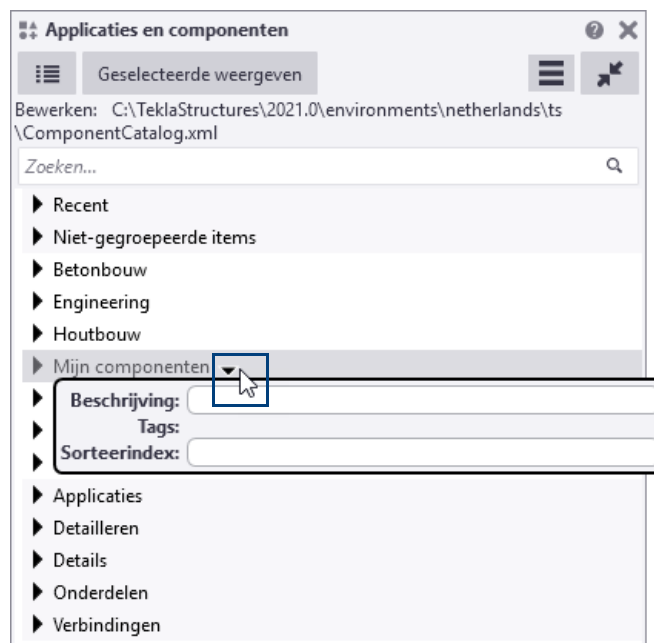 Applicaties en componenten
Geselecteerde weergeven
Bewerken: C:\TeklaStructures\2021.0\environments\netherlands\ts
\ComponentCatalog.xml
Zoeken...
Recent
Niet-gegroepeerde items
Betonbouw
Engineering
Houtbouw
Mijn componenten
Beschrijving:
Tags:
Sorteerindex:
Applicaties
Detailleren
Details
Onderdelen
Verbindingen